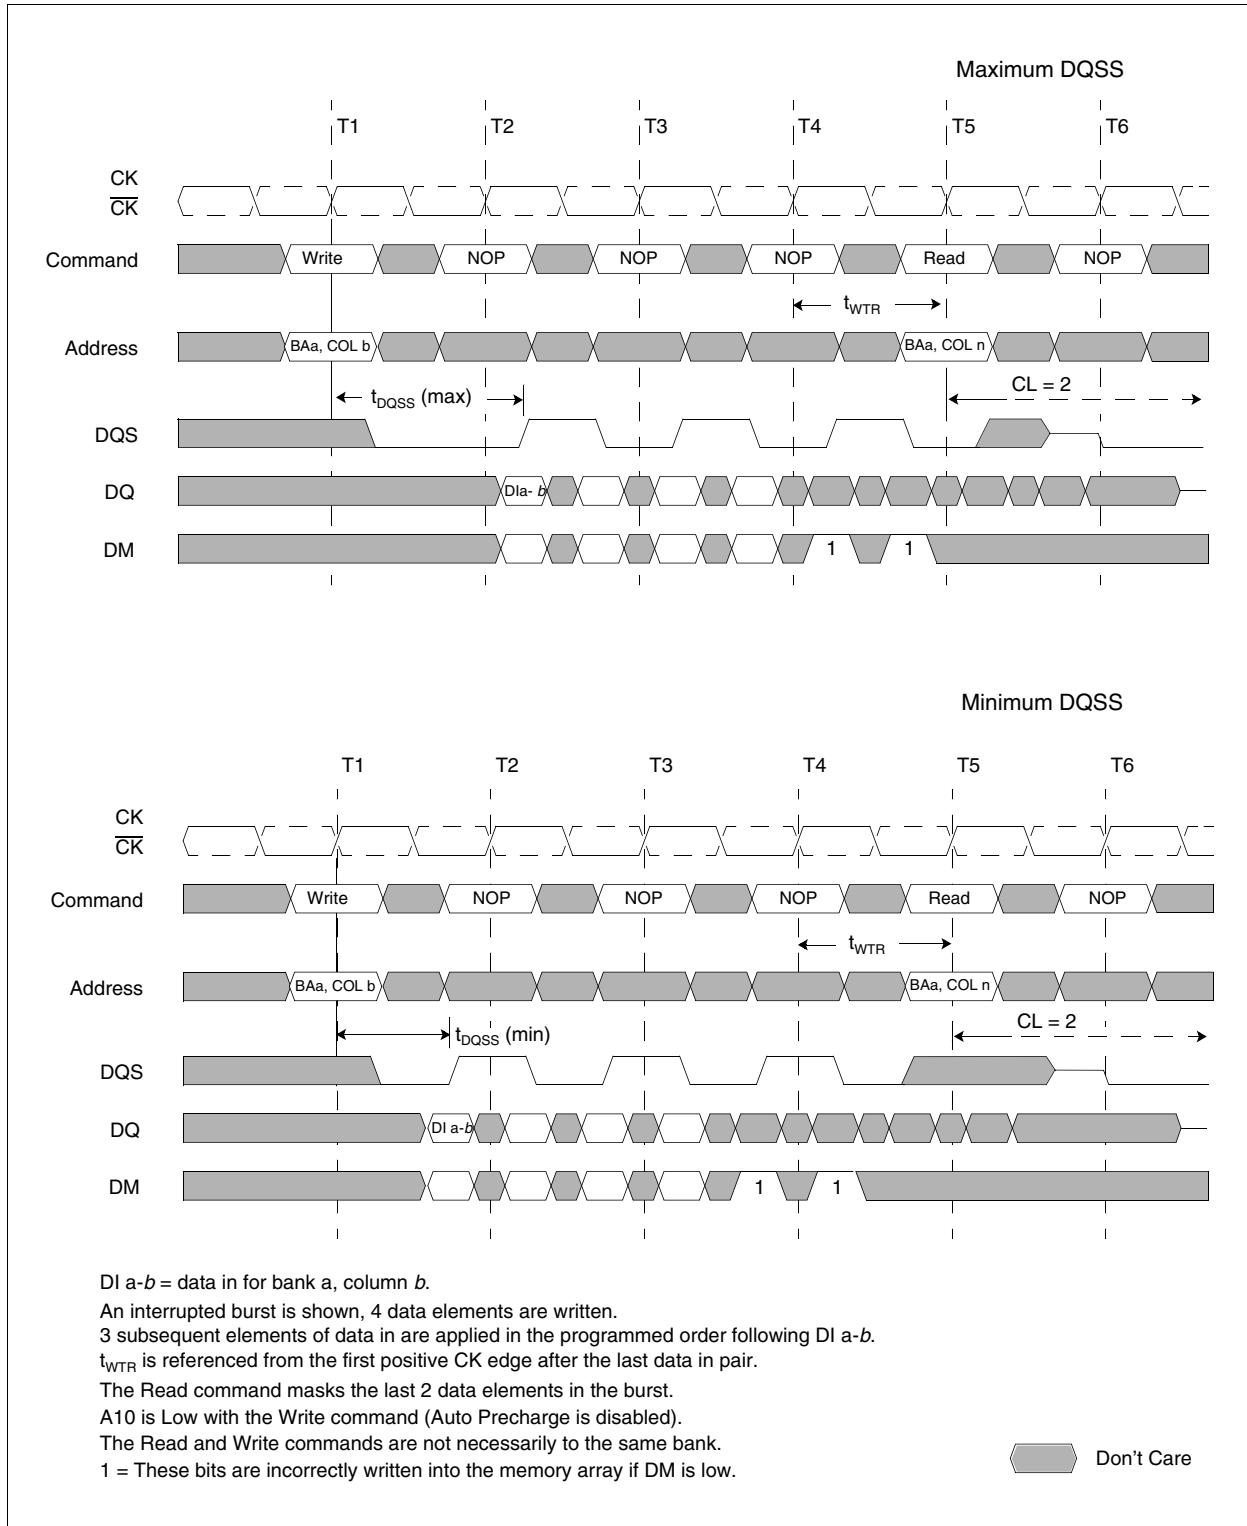 Maximum DQSS
T1 T2 T3 T4 T5 T6
CK
CK
Command Write NOP NOP NOP Read NOP
tWTR
Address BAa, COL b BAa, COL n
tDQSS (max) CL = 2
DQS
DQ DIa- b
DM 1 1
Minimum DQSS
T1 T2 T3 T4 T5 T6
CK
CK
Command Write NOP NOP NOP Read NOP
tWTR
Address BAa, COL b BAa, COL n
tDQSS (min) CL = 2
DQS
DQ DI a-b
DM 1 1
DI a-b = data in for bank a, column b.
An interrupted burst is shown, 4 data elements are written.
3 subsequent elements of data in are applied in the programmed order following DI a-b.
tWTR is referenced from the first positive CK edge after the last data in pair.
The Read command masks the last 2 data elements in the burst.
A10 is Low with the Write command (Auto Precharge is disabled).
The Read and Write commands are not necessarily to the same bank.
1 = These bits are incorrectly written into the memory array if DM is low.
Don't Care